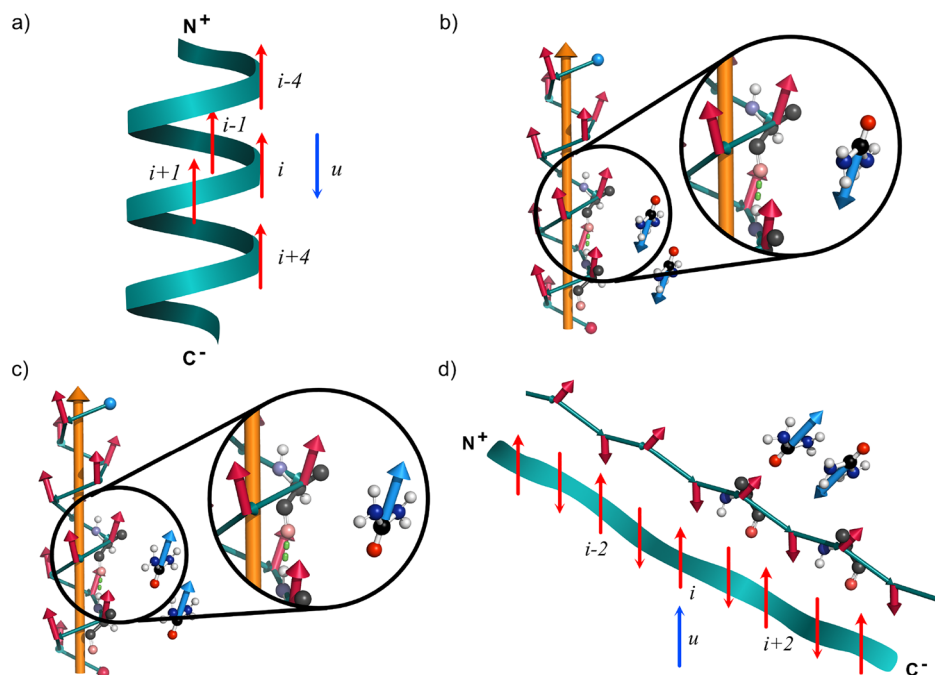 a)
N+
i-4
i-1
i+1
i
u
i+4
C-
b)
c)
d)
N+
i-2
i
u
i+2
C-